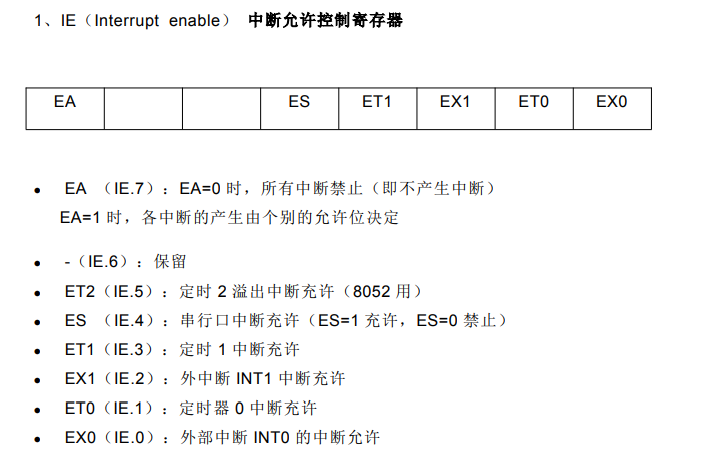 1、IE（Interrupt enable） 中断允许控制寄存器
EA ES ET1 EX1 ET0 EX0
• EA （IE.7）：EA=0 时，所有中断禁止（即不产生中断）
EA=1 时，各中断的产生由个别的允许位决定
• -（IE.6）：保留
• ET2（IE.5）：定时 2 溢出中断充许（8052 用）
• ES （IE.4）：串行口中断充许（ES=1 充许，ES=0 禁止）
• ET1（IE.3）：定时 1 中断充许
• EX1（IE.2）：外中断 INT1 中断充许
• ET0（IE.1）：定时器 0 中断充许
• EX0（IE.0）：外部中断 INT0 的中断允许